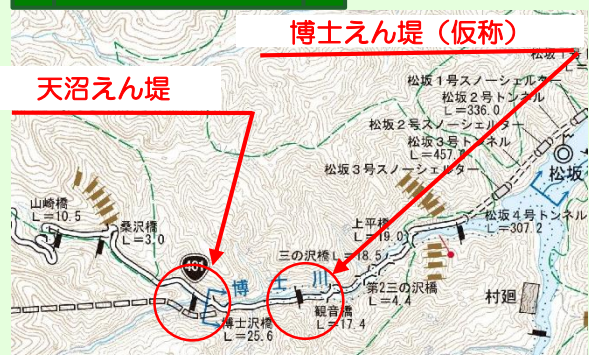 博士えん堤（仮称）
天沼えん堤
松坂1号
L=
松坂1号スノーシェルター
松坂2号トンネル
L=336.0
松坂2号スノーシェルター
松坂3号トンネル
L=457.
松坂3号スノーシェルター
松坂
山崎橋
L=10.5
桑沢橋
L=3.0
上平橋
L=19.0
松坂4号トンネル
L=307.2
三の沢橋L=18.5
401
博士川
第2三の沢橋
L=4.4
村廻
観音橋
L=17.4
博士沢橋
L=25.6